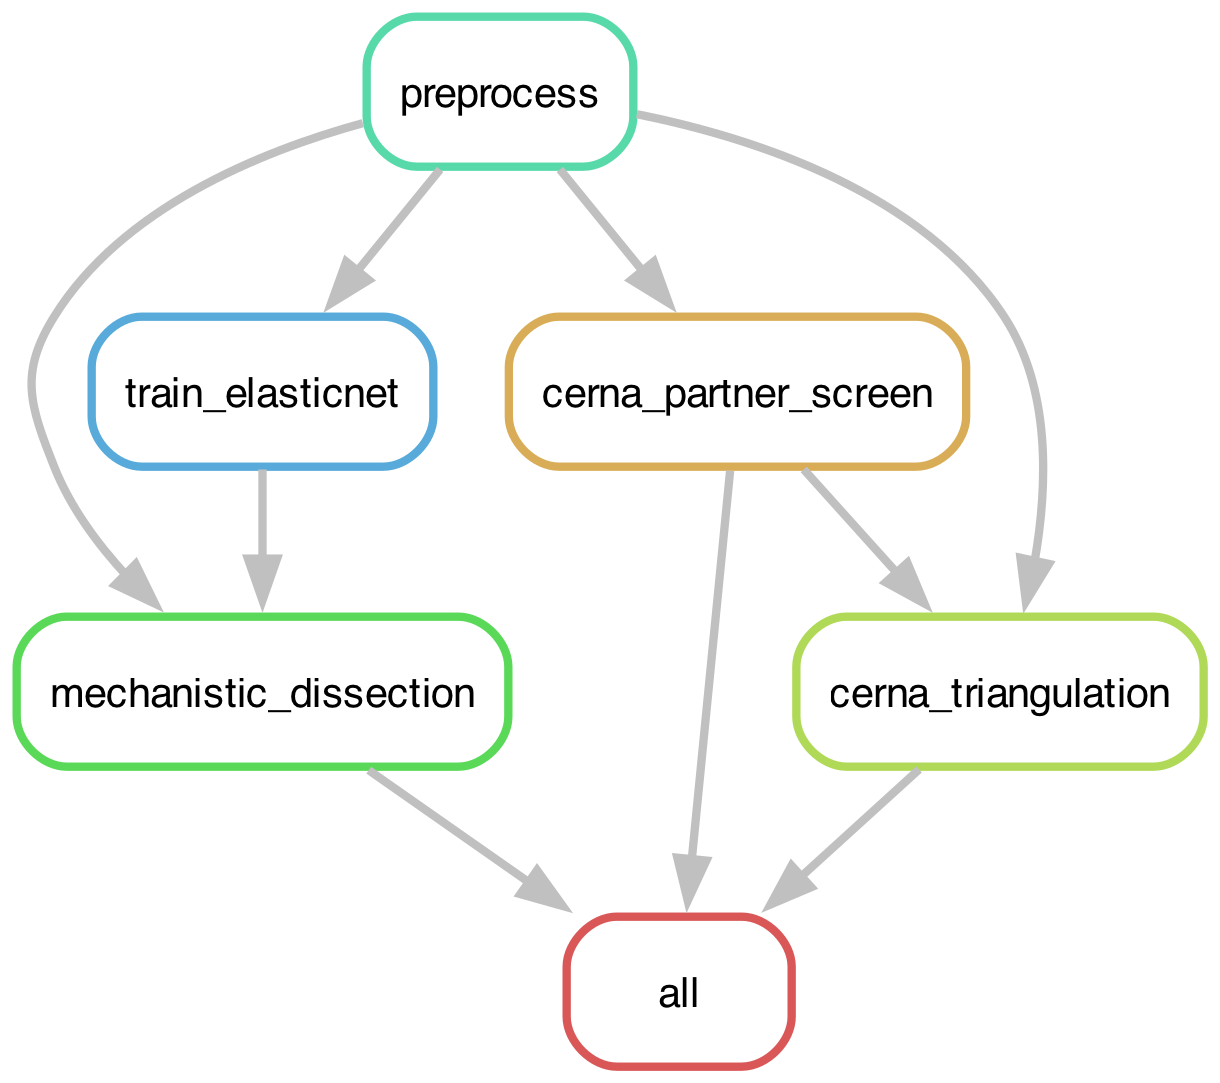 preprocess
train_elasticnet
cerna_partner_screen
mechanistic_dissection
cerna_triangulation
all